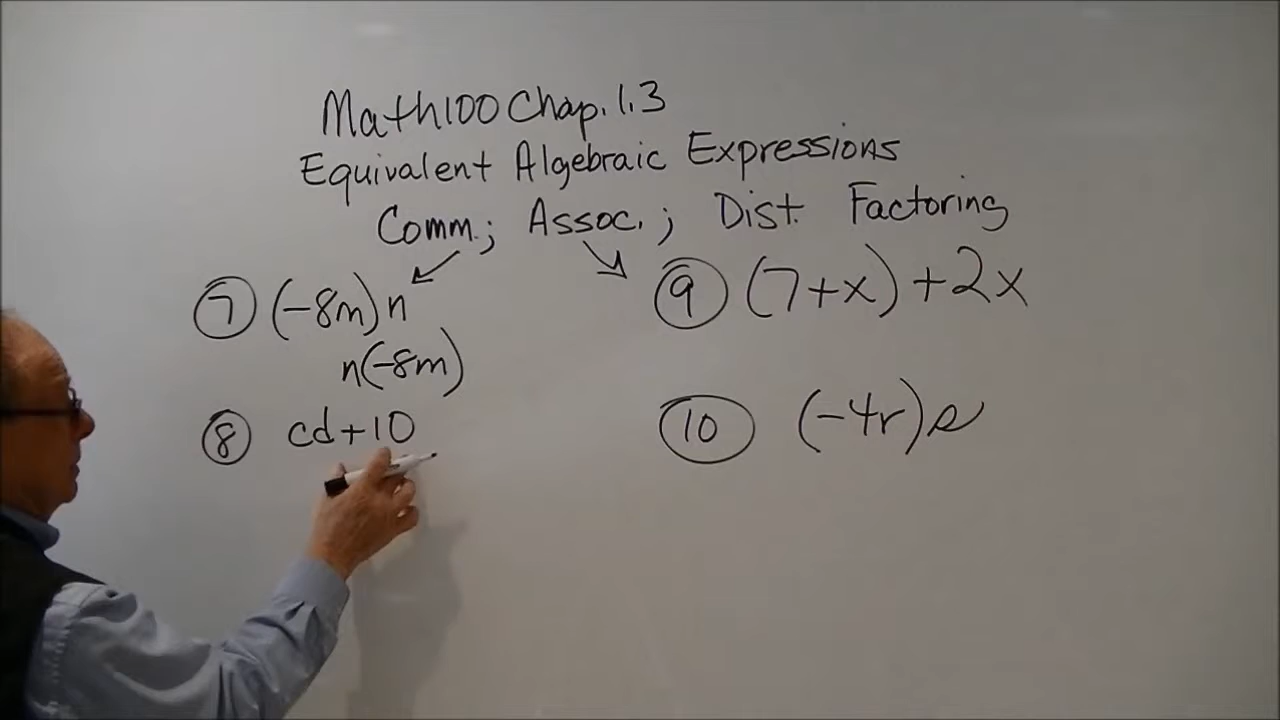 Math100 Chap. 1.3
Equivalent Algebraic Expressions
Comm.; Assoc.; Dist. Factoring
7 (-8m)n
n(-8m)
8 cd+10
9 (7+x)+2x
10 (-4r)s